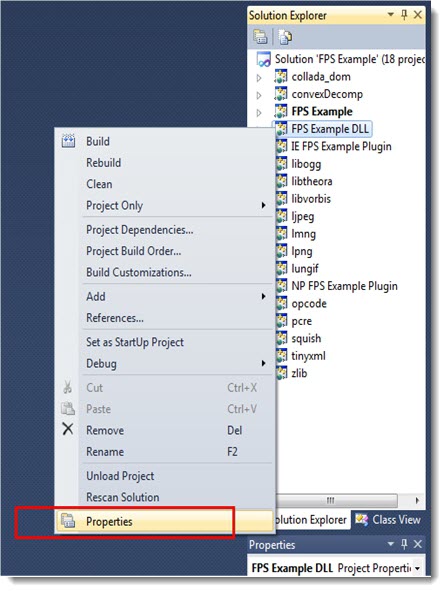 Solution Explorer
Solution 'FPS Example' (18 projec
collada_dom
convexDecomp
FPS Example
FPS Example DLL
IE FPS Example Plugin
libogg
libtheora
libvorbis
ljpeg
lmng
lpng
lungif
NP FPS Example Plugin
opcode
pcre
squish
tinyxml
zlib
Build
Rebuild
Clean
Project Only
Project Dependencies...
Project Build Order...
Build Customizations...
Add
References...
Set as StartUp Project
Debug
Cut Ctrl+X
Paste Ctrl+V
Remove Del
Rename F2
Unload Project
Rescan Solution
Properties
olution Explorer Class View
Properties
FPS Example DLL Project Properti